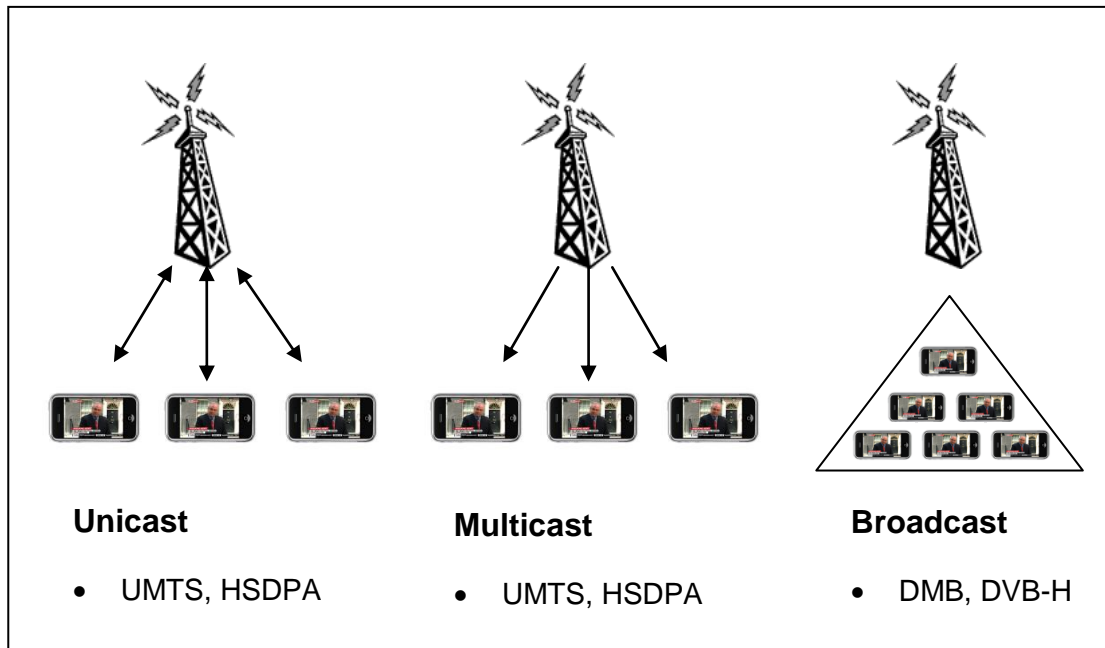 Unicast
• UMTS, HSDPA
Multicast
• UMTS, HSDPA
Broadcast
• DMB, DVB-H